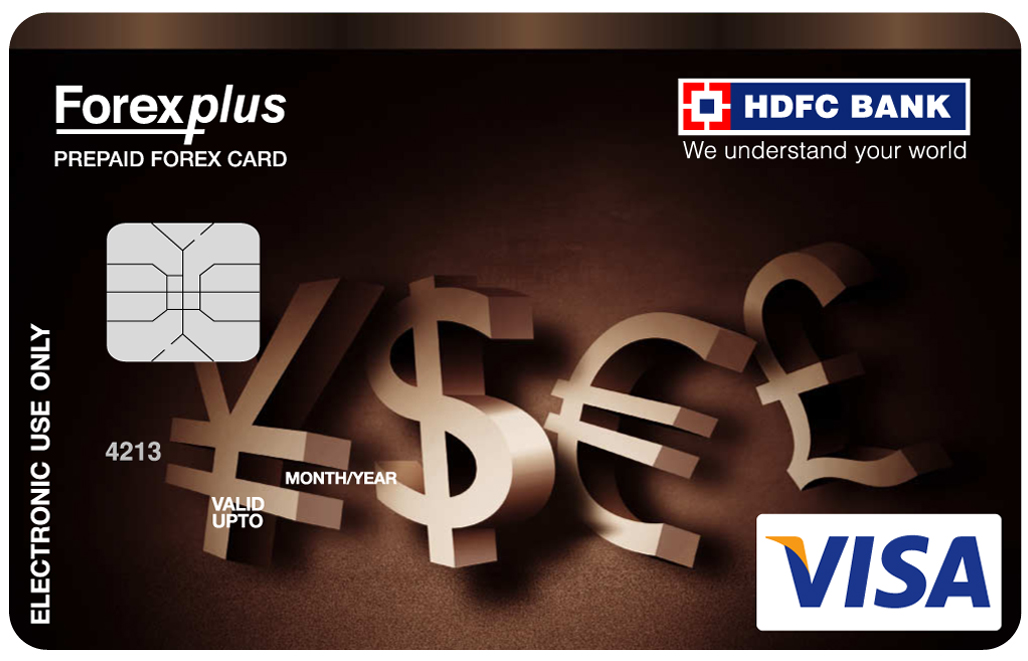 Forexplus
PREPAID FOREX CARD
HDFC BANK
We understand your world
ELECTRONIC USE ONLY
4213
MONTH/YEAR
VALID
UPTO
VISA